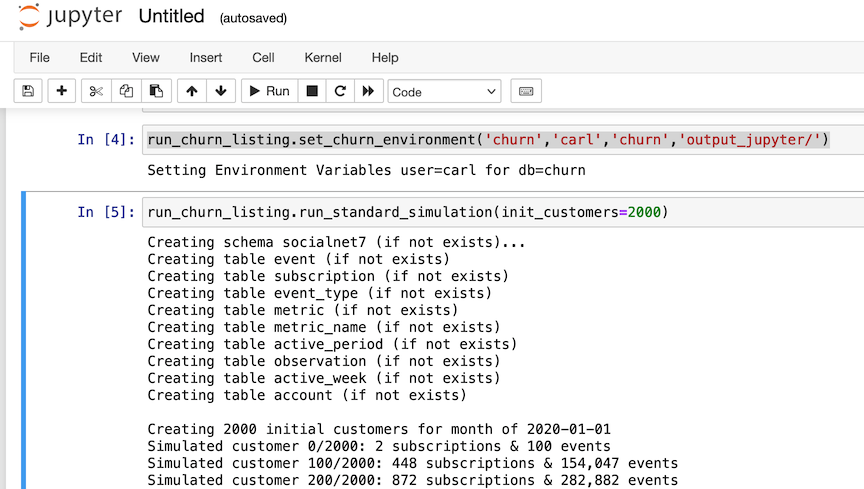 jupyter Untitled (autosaved)
File Edit View Insert Cell Kernel Help
Run Code
In [4]: run_churn_listing.set_churn_environment('churn','carl','churn','output_jupyter/')
Setting Environment Variables user=carl for db=churn
In [5]: run_churn_listing.run_standard_simulation(init_customers=2000)
Creating schema socialnet7 (if not exists)...
Creating table event (if not exists)
Creating table subscription (if not exists)
Creating table event_type (if not exists)
Creating table metric (if not exists)
Creating table metric_name (if not exists)
Creating table active_period (if not exists)
Creating table observation (if not exists)
Creating table active_week (if not exists)
Creating table account (if not exists)
Creating 2000 initial customers for month of 2020-01-01
Simulated customer 0/2000: 2 subscriptions & 100 events
Simulated customer 100/2000: 448 subscriptions & 154,047 events
Simulated customer 200/2000: 872 subscriptions & 282,882 events